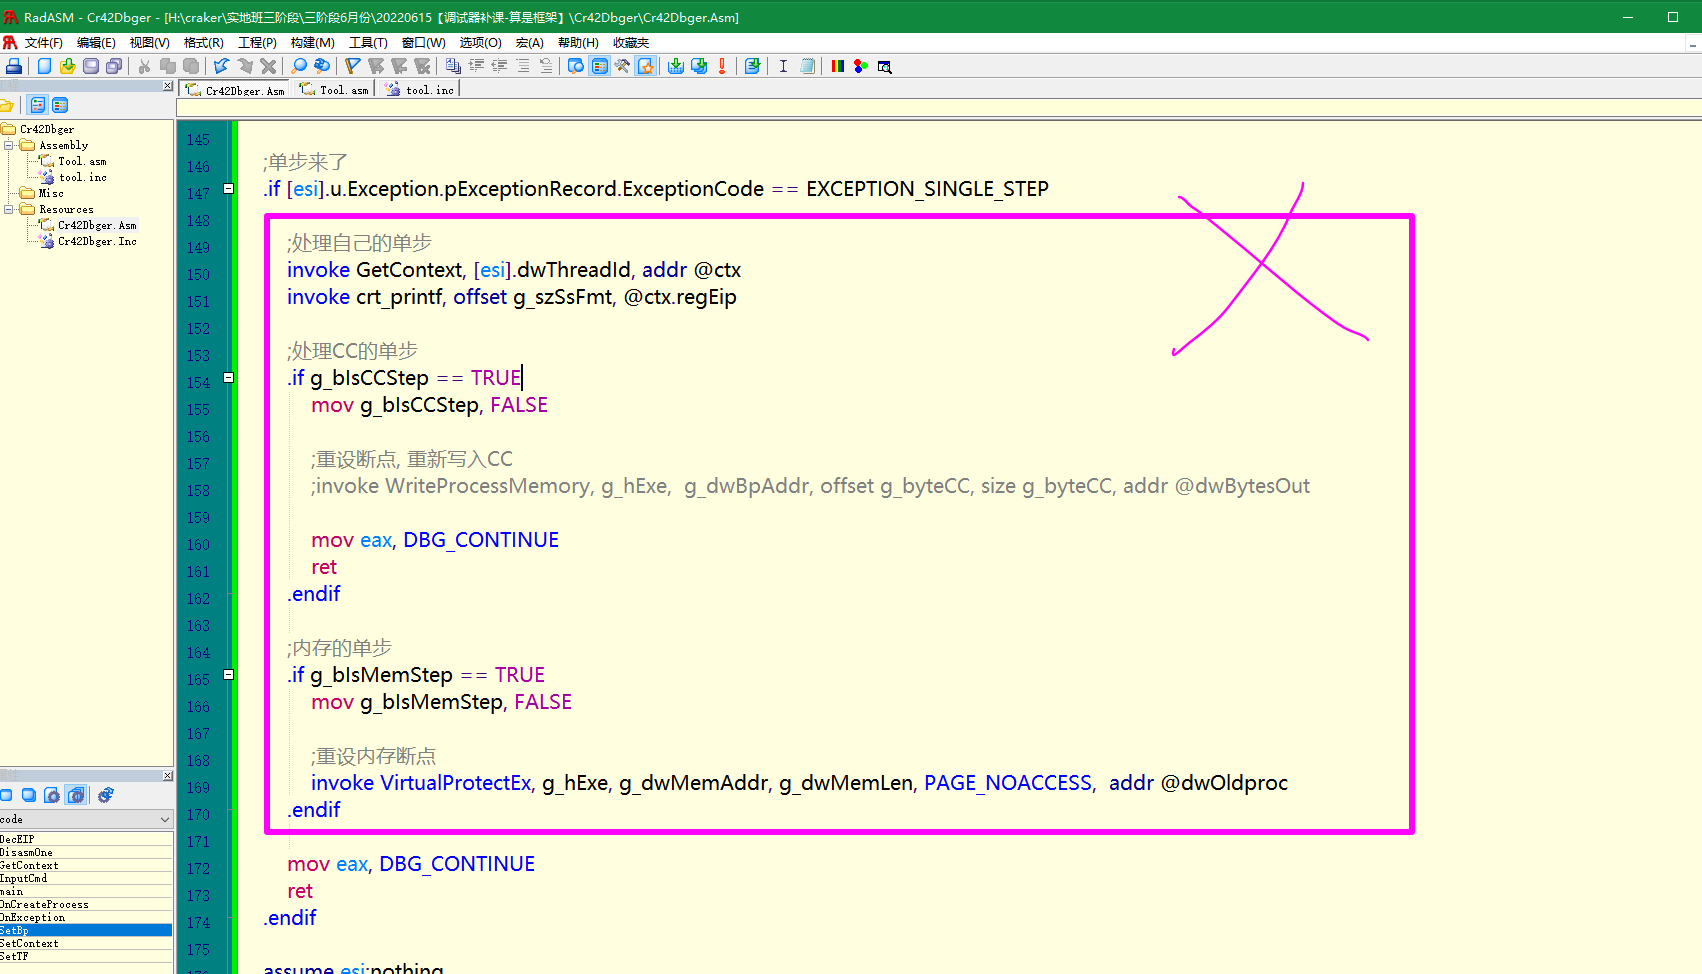 RadASM - Cr42Dbger - [H:\craker\实地班三阶段\三阶段6月份\20220615【调试器补课-算是框架】\Cr42Dbger\Cr42Dbger.Asm]
文件(F) 编辑(E) 视图(V) 格式(R) 工程(P) 构建(M) 工具(T) 窗口(W) 选项(O) 宏(A) 帮助(H) 收藏夹
Cr42Dbger.Asm Tool.asm tool.inc
Cr42Dbger
Assembly
Tool.asm
tool.inc
Misc
Resources
Cr42Dbger.Asm
Cr42Dbger.Inc
code
DecEIP
DisasmOne
GetContext
InputCmd
main
OnCreateProcess
OnException
SetBp
SetContext
SetTF
145
146 ;单步来了
147 .if [esi].u.Exception.pExceptionRecord.ExceptionCode == EXCEPTION_SINGLE_STEP
148
149 ;处理自己的单步
150 invoke GetContext, [esi].dwThreadId, addr @ctx
151 invoke crt_printf, offset g_szSsFmt, @ctx.regEip
152
153 ;处理CC的单步
154 .if g_bIsCCStep == TRUE
155 mov g_bIsCCStep, FALSE
156
157 ;重设断点, 重新写入CC
158 ;invoke WriteProcessMemory, g_hExe,  g_dwBpAddr, offset g_byteCC, size g_byteCC, addr @dwBytesOut
159
160 mov eax, DBG_CONTINUE
161 ret
162 .endif
163
164 ;内存的单步
165 .if g_bIsMemStep == TRUE
166 mov g_bIsMemStep, FALSE
167
168 ;重设内存断点
169 invoke VirtualProtectEx, g_hExe, g_dwMemAddr, g_dwMemLen, PAGE_NOACCESS,  addr @dwOldproc
170 .endif
171
172 mov eax, DBG_CONTINUE
173 ret
174 .endif
175
assume esi:nothing